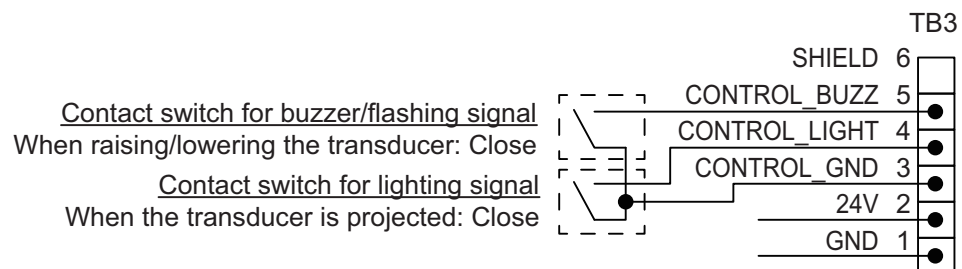 TB3
SHIELD 6
CONTROL_BUZZ 5
Contact switch for buzzer/flashing signal
CONTROL_LIGHT 4
When raising/lowering the transducer: Close
CONTROL_GND 3
Contact switch for lighting signal
24V 2
When the transducer is projected: Close
GND 1